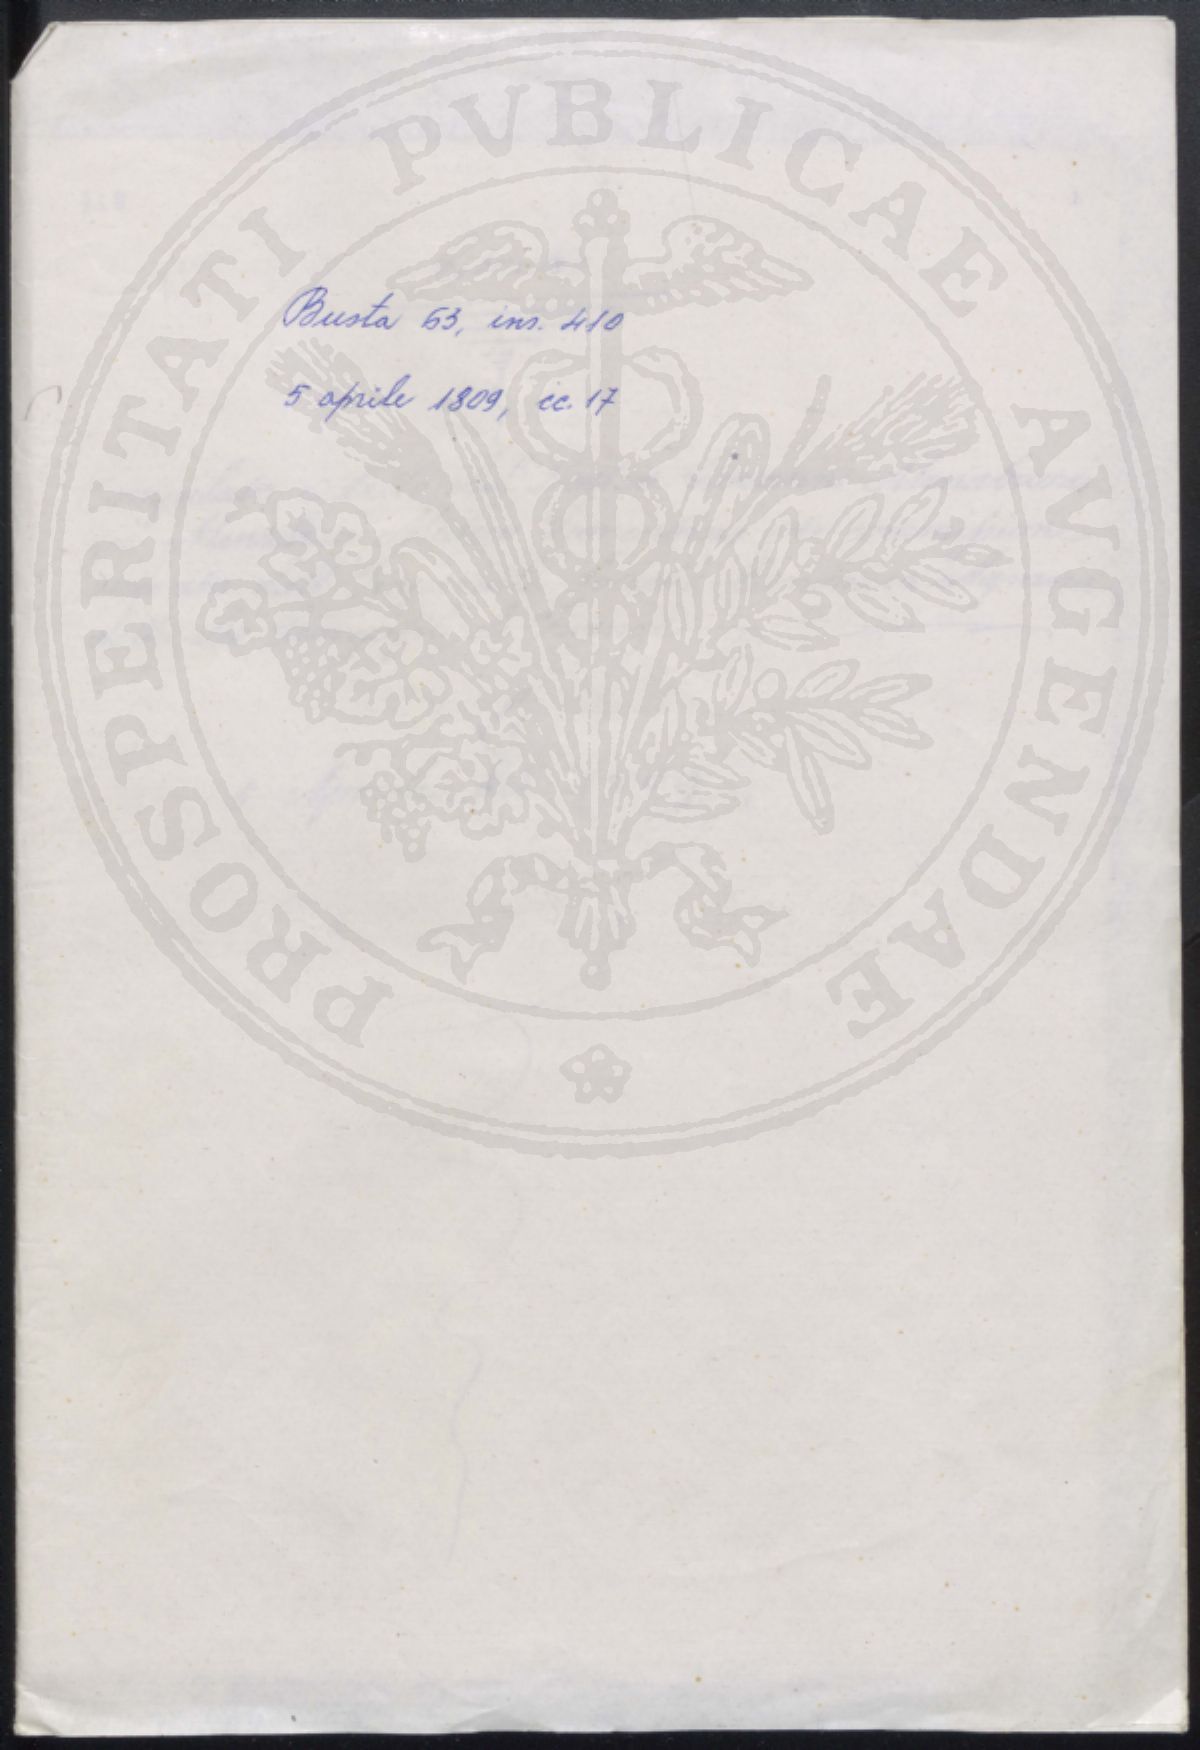 PROSPERITATI PVBLICAE AVGENDAE
Busta 63, ins. 410
5 aprile 1809, cc. 17